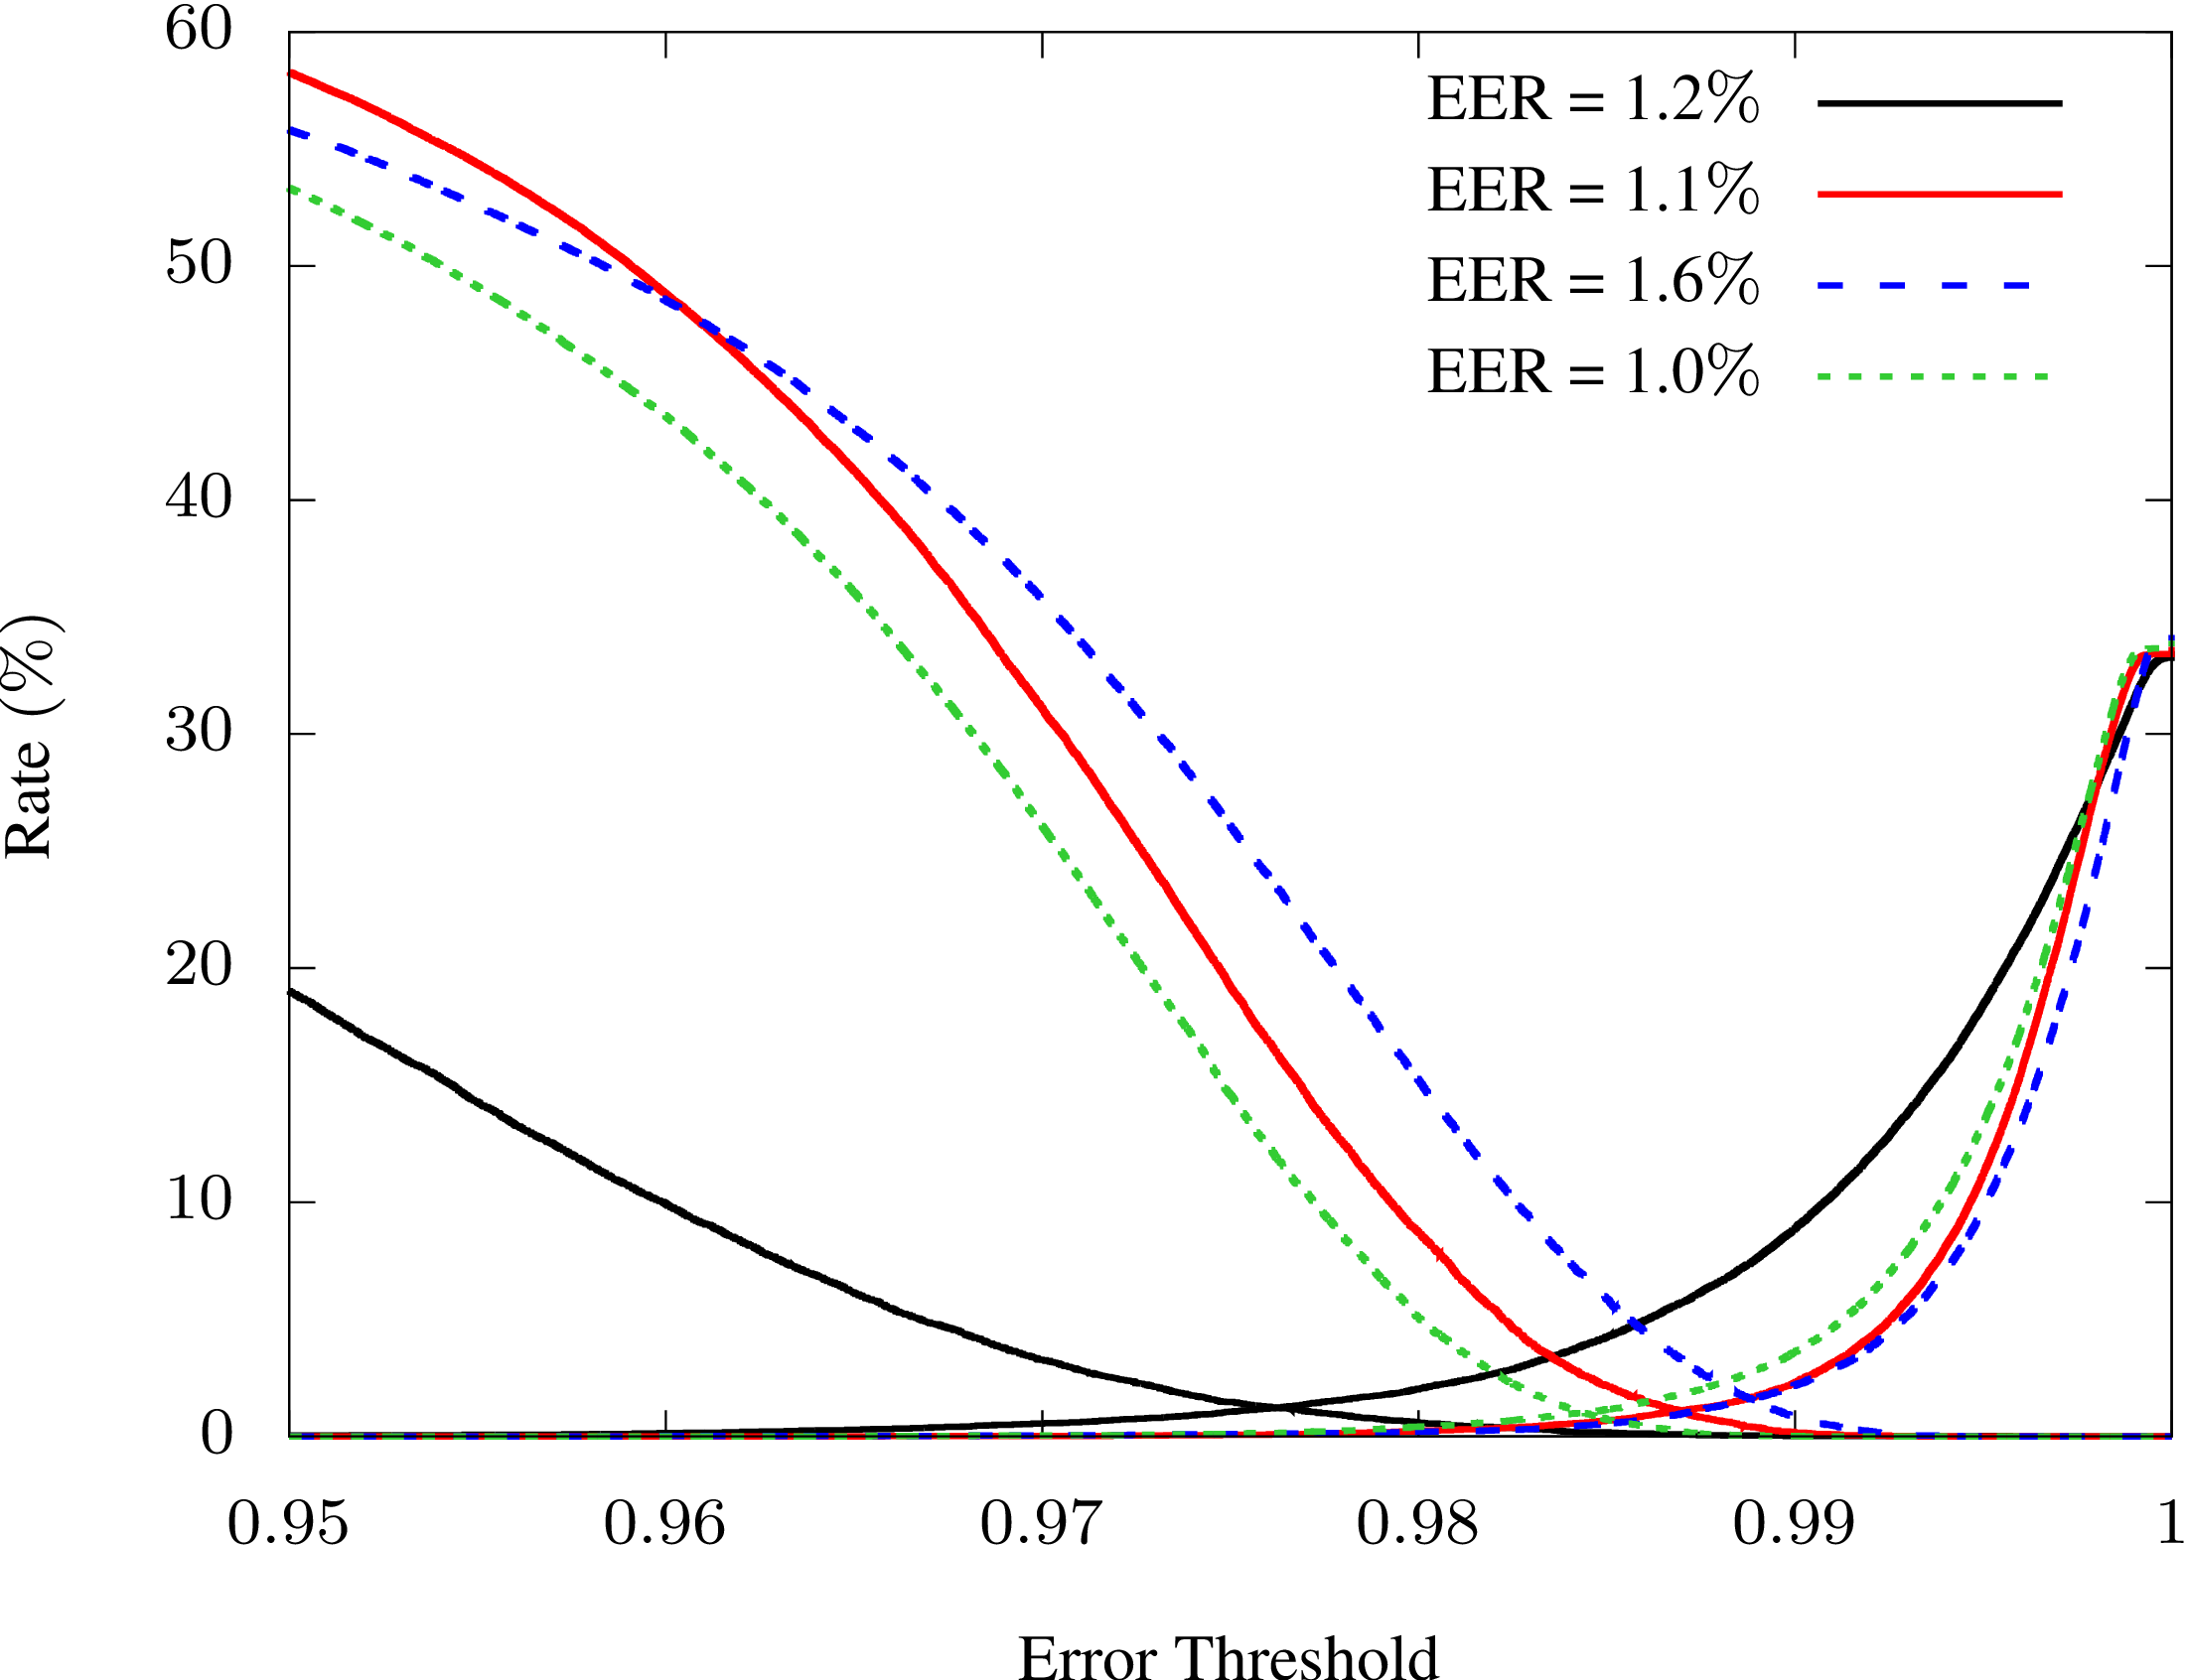 60
50
40
30
20
10
0
Rate (%)
EER = 1.2%
EER = 1.1%
EER = 1.6%
EER = 1.0%
0.95 0.96 0.97 0.98 0.99 1
Error Threshold